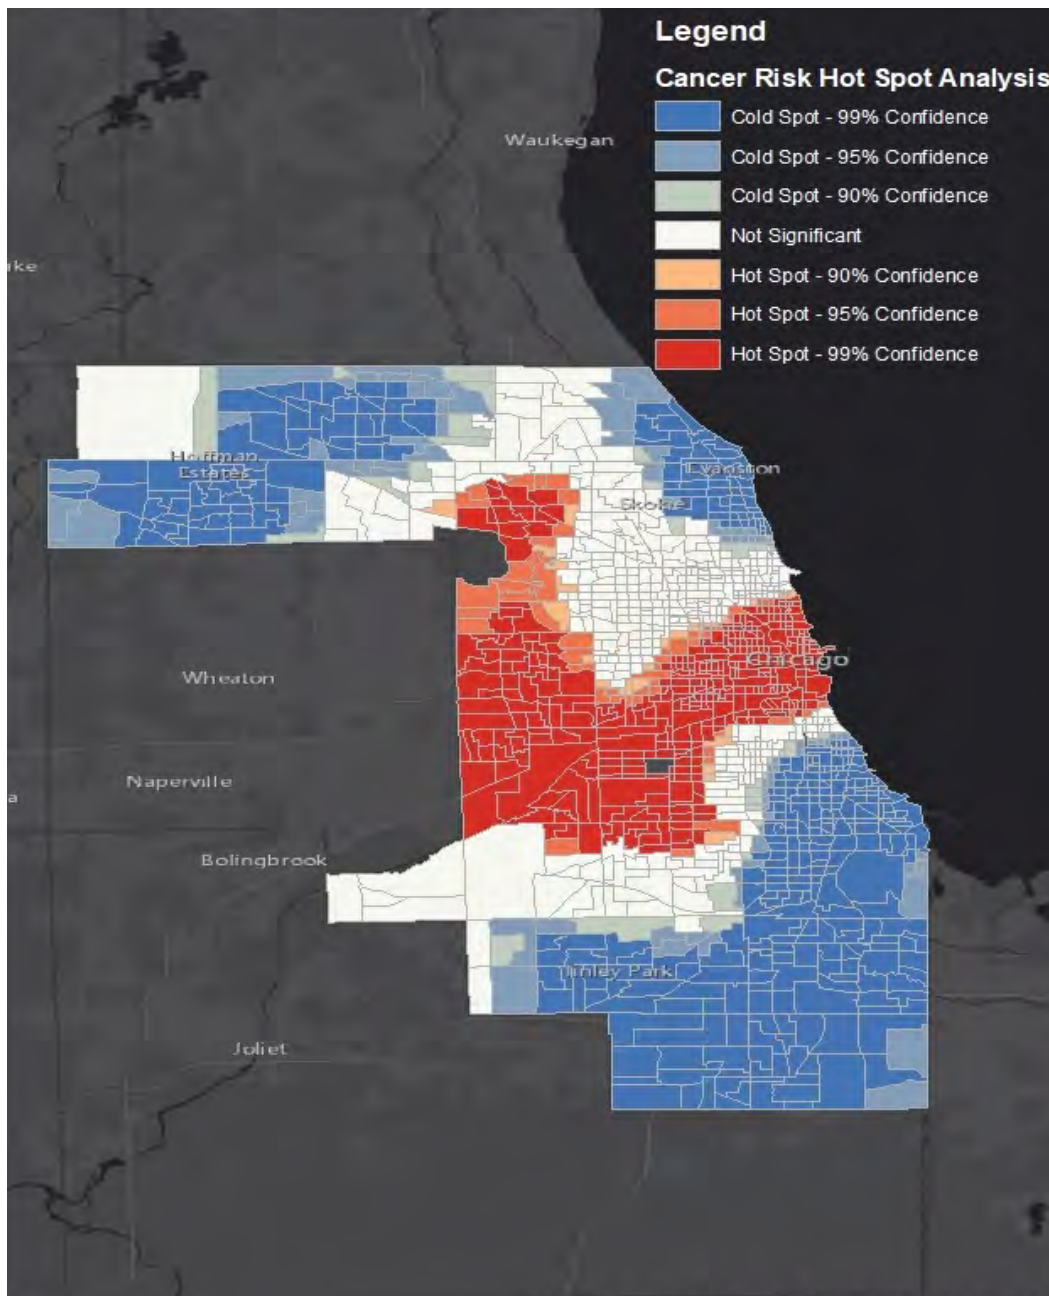 Legend
Cancer Risk Hot Spot Analysis
Cold Spot - 99% Confidence
Cold Spot - 95% Confidence
Cold Spot - 90% Confidence
Not Significant
Hot Spot - 90% Confidence
Hot Spot - 95% Confidence
Hot Spot - 99% Confidence
Waukegan
ke
Hoffman
Estates
Evanston
Skokie
Chicago
Wheaton
Naperville
a
Bolingbrook
Tinley Park
Joliet